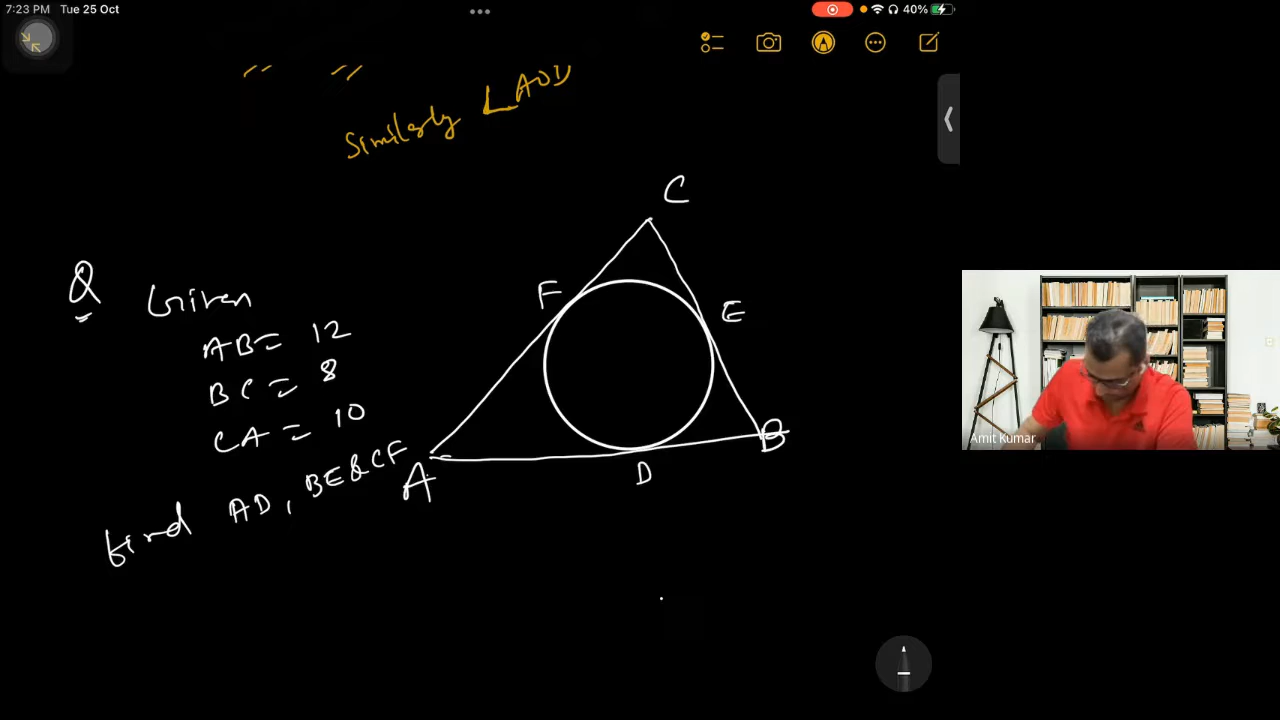 7:23 PM Tue 25 Oct
40%
Similarly ∠AOD
C
F
E
Q Given
AB = 12
BC = 8
CA = 10
find AD, BE & CF
A
B
D
Amit Kumar